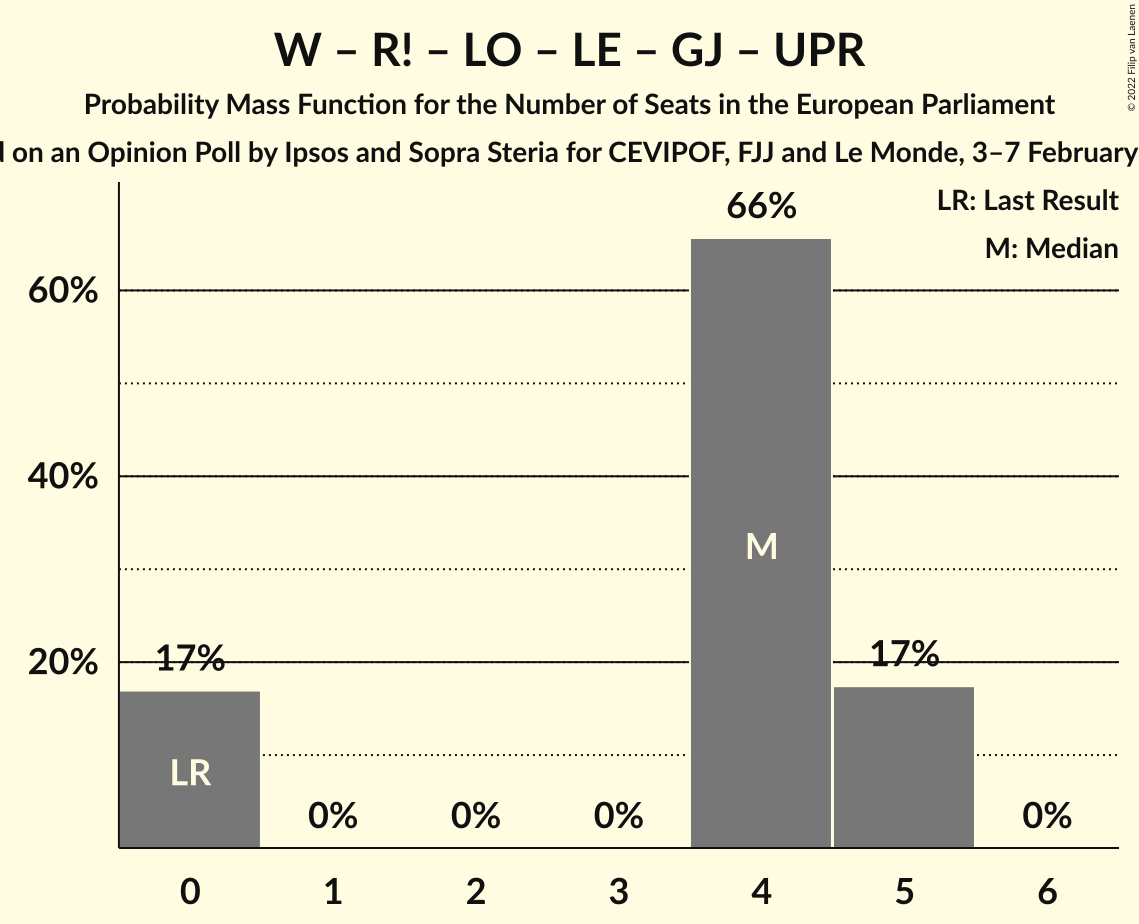 W – R! – LO – LE – GJ – UPR
Probability Mass Function for the Number of Seats in the European Parliament
on an Opinion Poll by Ipsos and Sopra Steria for CEVIPOF, FJJ and Le Monde, 3–7 February
© 2022 Filip van Laenen
LR: Last Result
M: Median
66%
60%
40%
M
17%
17%
20%
LR
0%
0%
0%
0%
0
1
2
3
4
5
6